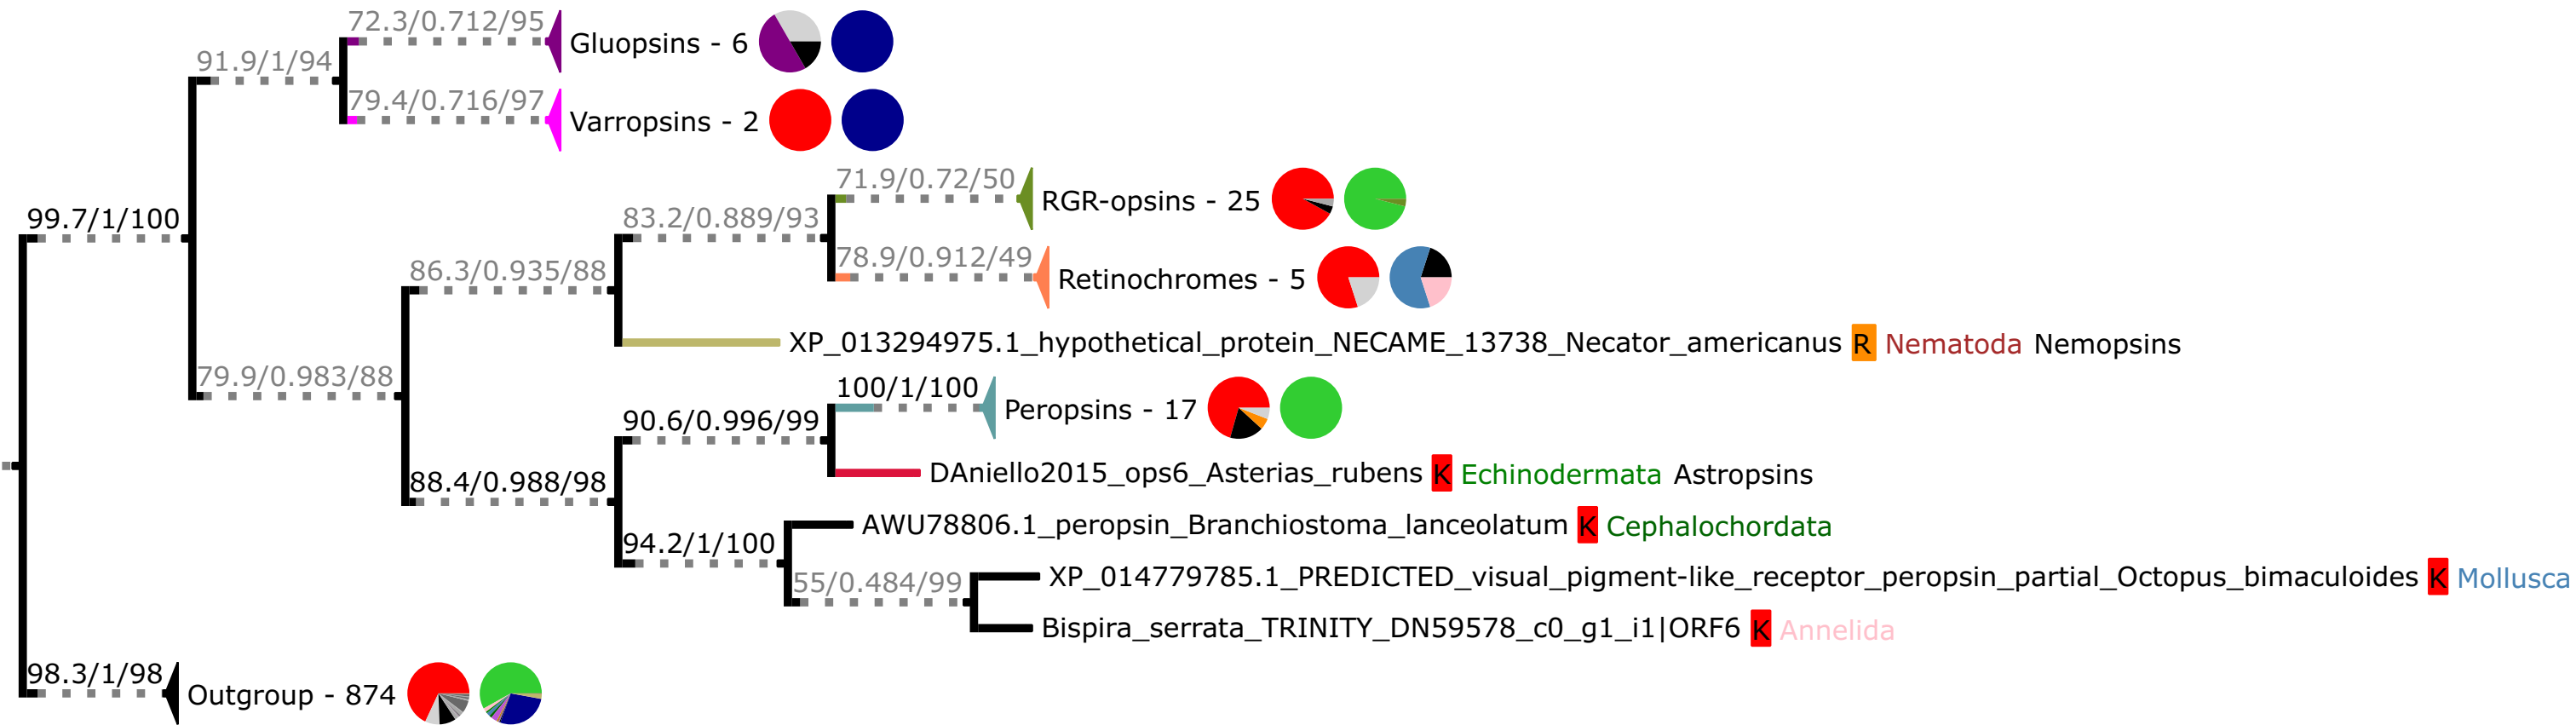 72.3/0.712/95
Gluopsins - 6
91.9/1/94
79.4/0.716/97
Varropsins - 2
71.9/0.72/50
RGR-opsins - 25
99.7/1/100
83.2/0.889/93
78.9/0.912/49
Retinochromes - 5
86.3/0.935/88
XP_013294975.1_hypothetical_protein_NECAME_13738_Necator_americanus R Nematoda Nemopsins
79.9/0.983/88
100/1/100
Peropsins - 17
90.6/0.996/99
DAniello2015_ops6_Asterias_rubens K Echinodermata Astropsins
88.4/0.988/98
AWU78806.1_peropsin_Branchiostoma_lanceolatum K Cephalochordata
94.2/1/100
XP_014779785.1_PREDICTED_visual_pigment-like_receptor_peropsin_partial_Octopus_bimaculoides K Mollusca
55/0.484/99
Bispira_serrata_TRINITY_DN59578_c0_g1_i1|ORF6 K Annelida
98.3/1/98
Outgroup - 874